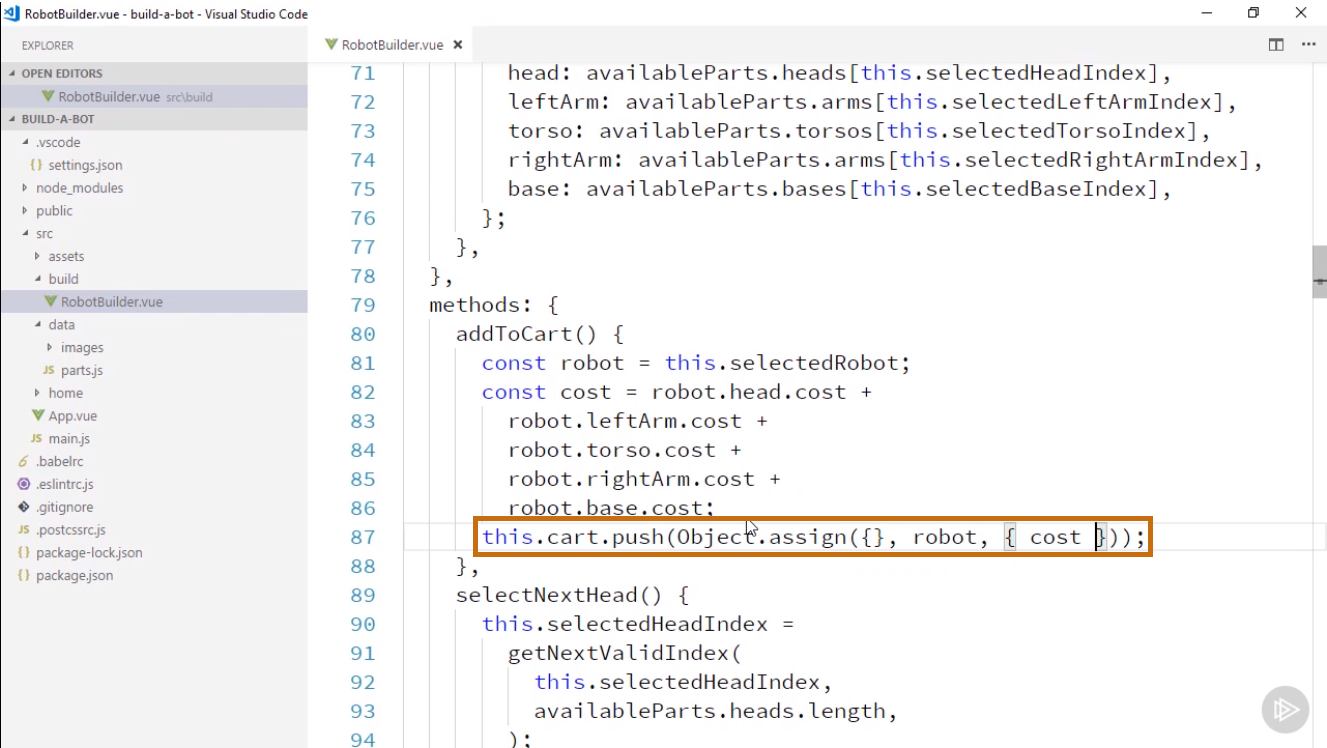 RobotBuilder.vue - build-a-bot - Visual Studio Code
EXPLORER
OPEN EDITORS
RobotBuilder.vue src\build
BUILD-A-BOT
.vscode
{} settings.json
node_modules
public
src
assets
build
RobotBuilder.vue
data
images
JS parts.js
home
App.vue
JS main.js
6 .babelrc
.eslintrc.js
.gitignore
JS .postcssrc.js
{} package-lock.json
{} package.json
RobotBuilder.vue ×
71 head: availableParts.heads[this.selectedHeadIndex],
72 leftArm: availableParts.arms[this.selectedLeftArmIndex],
73 torso: availableParts.torsos[this.selectedTorsoIndex],
74 rightArm: availableParts.arms[this.selectedRightArmIndex],
75 base: availableParts.bases[this.selectedBaseIndex],
76 };
77 },
78 },
79 methods: {
80 addToCart() {
81 const robot = this.selectedRobot;
82 const cost = robot.head.cost +
83 robot.leftArm.cost +
84 robot.torso.cost +
85 robot.rightArm.cost +
86 robot.base.cost;
87 this.cart.push(Object.assign({}, robot, { cost }));
88 },
89 selectNextHead() {
90 this.selectedHeadIndex =
91 getNextValidIndex(
92 this.selectedHeadIndex,
93 availableParts.heads.length,
94 );